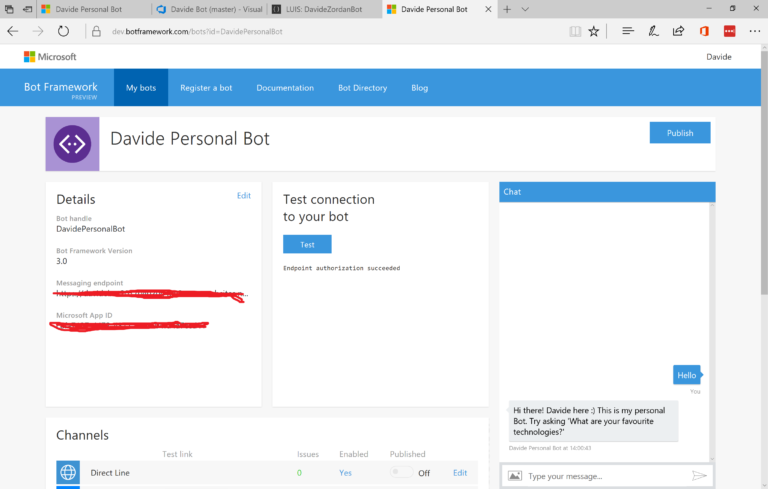 Davide Personal Bot
Davide Bot (master) - Visual
LUIS: DavideZordanBot
Davide Personal Bot
dev.botframework.com/bots?id=DavidePersonalBot
Microsoft
Davide
Bot Framework
PREVIEW
My bots
Register a bot
Documentation
Bot Directory
Blog
Davide Personal Bot
Publish
Details
Edit
Bot handle
DavidePersonalBot
Bot Framework Version
3.0
Messaging endpoint
Microsoft App ID
Test connection
to your bot
Test
Endpoint authorization succeeded
Chat
Hello
You
Hi there! Davide here :) This is my personal
Bot. Try asking 'What are your favourite
technologies?'
Davide Personal Bot at 14:00:43
Type your message...
Channels
Test link
Issues
Enabled
Published
Direct Line
0
Yes
Off
Edit